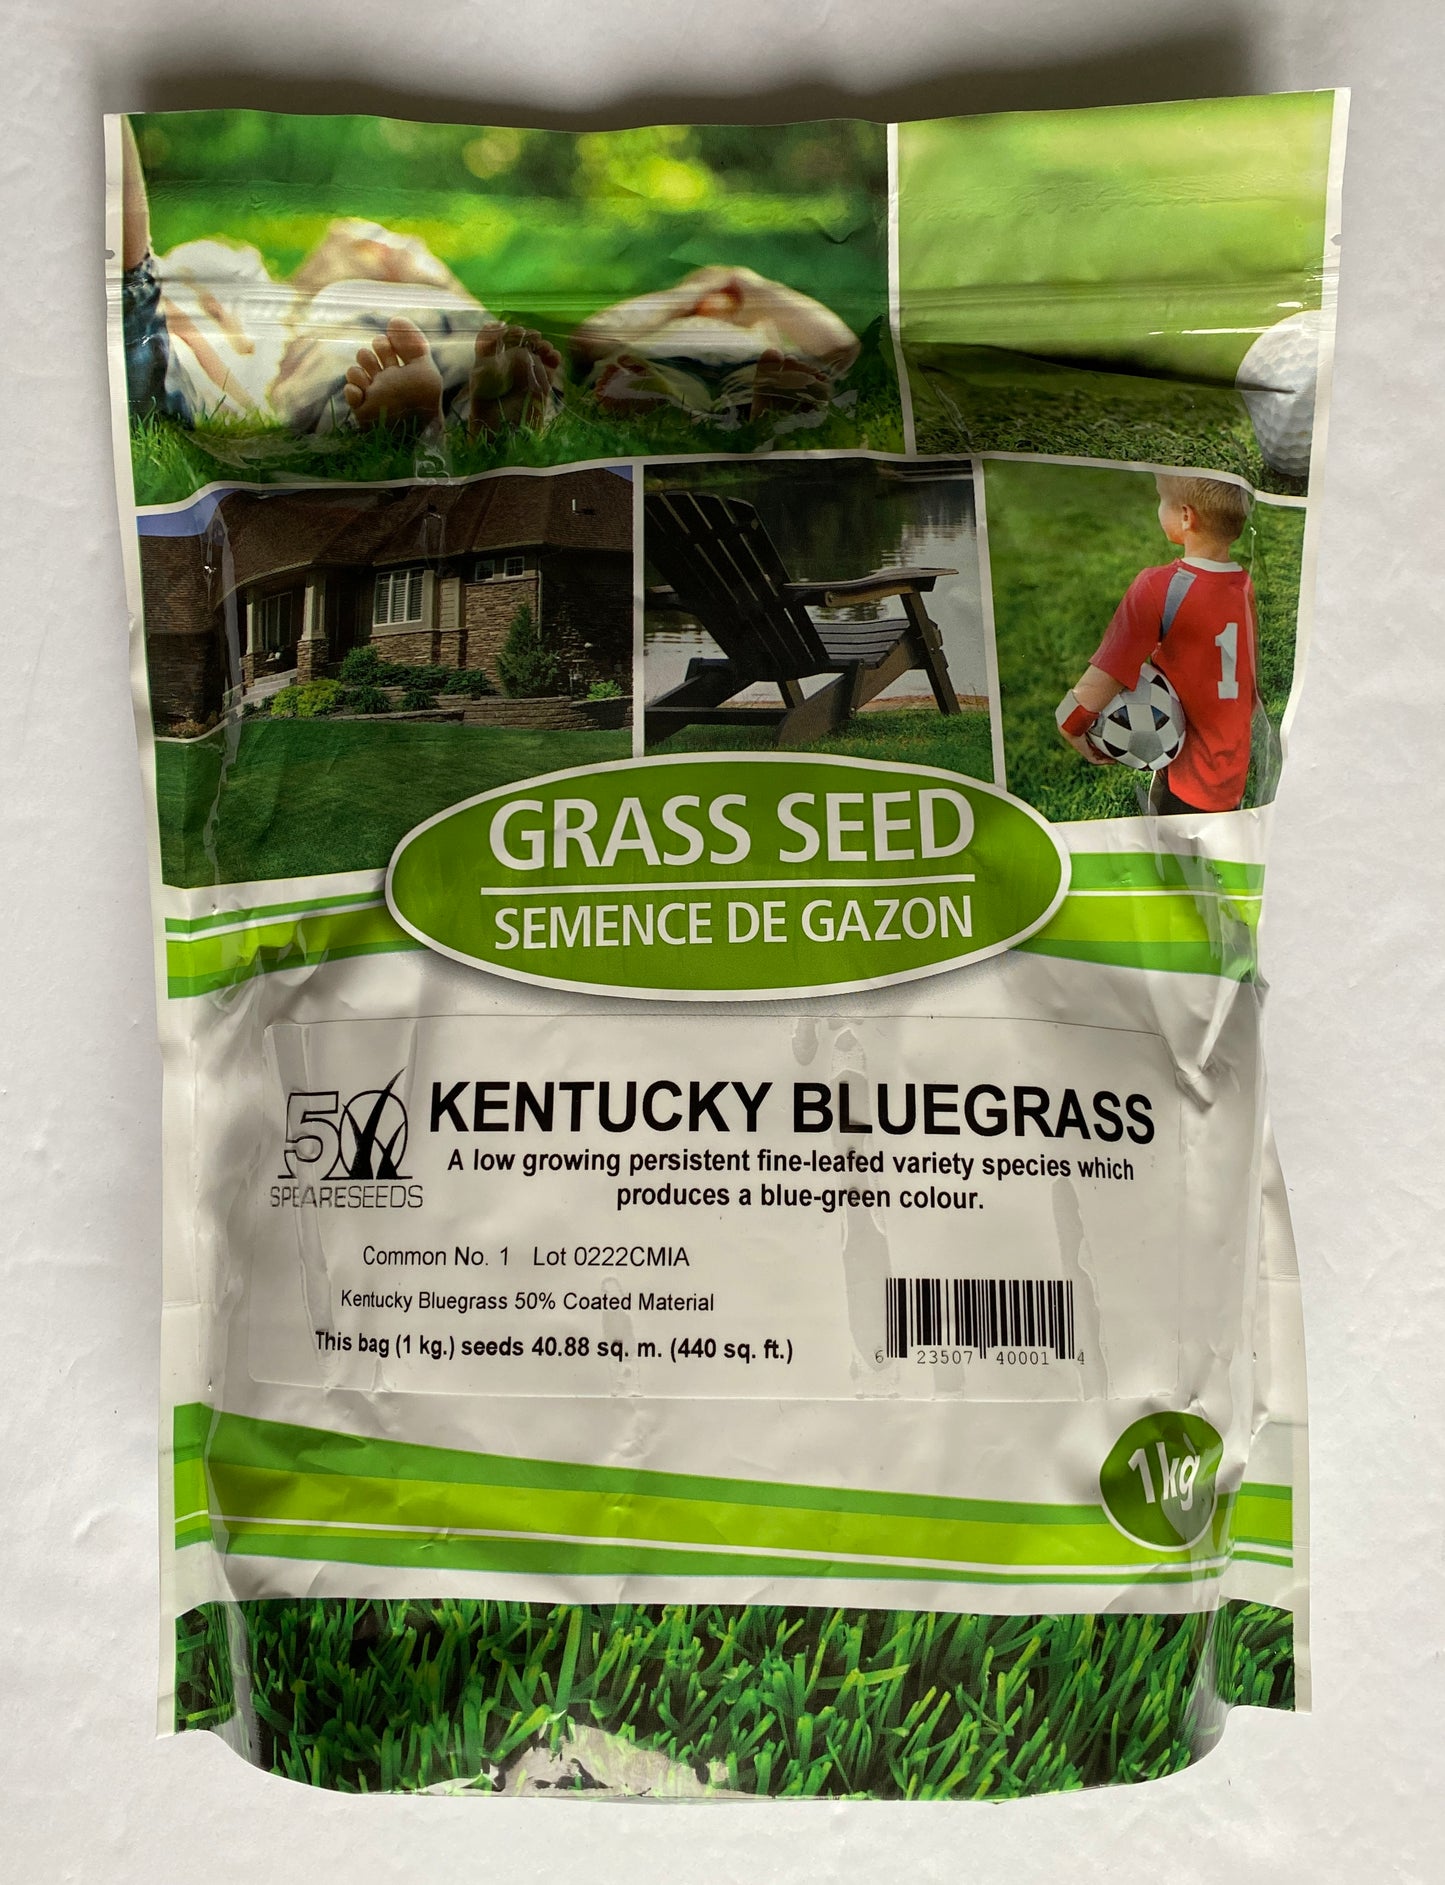 1
GRASS SEED
SEMENCE DE GAZON
50
SPEARESEEDS
KENTUCKY BLUEGRASS
A low growing persistent fine-leafed variety species which
produces a blue-green colour.
Common No. 1 Lot 0222CMIA
Kentucky Bluegrass 50% Coated Material
This bag (1 kg.) seeds 40.88 sq. m. (440 sq. ft.)
6 23507 40001 4
1 kg